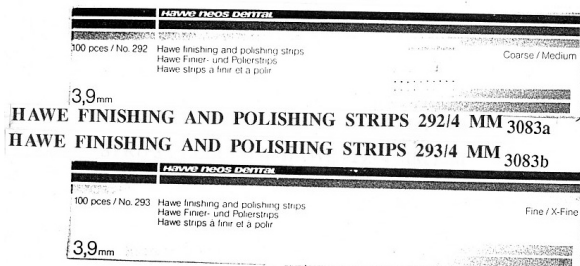 Hawe Neos Dental
100 pces / No. 292 Hawe finishing and polishing strips Coarse / Medium
Hawe Finier- und Polierstrips
Hawe strips à finir et à polir
3,9mm
HAWE FINISHING AND POLISHING STRIPS 292/4 MM 3083a
HAWE FINISHING AND POLISHING STRIPS 293/4 MM 3083b
Hawe Neos Dental
100 pces / No. 293 Hawe finishing and polishing strips Fine / X-Fine
Hawe Finier- und Polierstrips
Hawe strips à finir et à polir
3,9mm